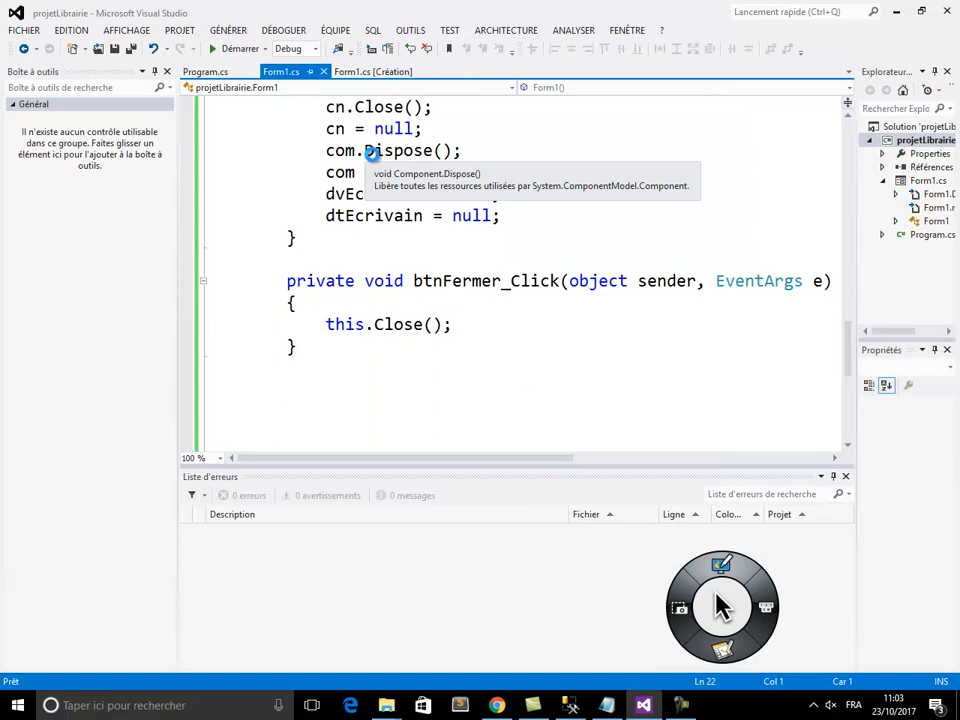 projetLibrairie - Microsoft Visual Studio
Lancement rapide (Ctrl+Q)
FICHIER EDITION AFFICHAGE PROJET GÉNÉRER DÉBOGUER ÉQUIPE SQL OUTILS TEST ARCHITECTURE ANALYSER FENÊTRE ?
Démarrer Debug
Boîte à outils
Program.cs Form1.cs Form1.cs [Création]
Explorateur...
Boîte à outils de recherche
projetLibrairie.Form1 Form1()
Général
Rechercher Explo
Il n'existe aucun contrôle utilisable
dans ce groupe. Faites glisser un
élément ici pour l'ajouter à la boîte à
outils.
cn.Close();
cn = null;
com.Dispose();
void Component.Dispose()
Libère toutes les ressources utilisées par System.ComponentModel.Component.
com
dvEc
dtEcrivain = null;
}
private void btnFermer_Click(object sender, EventArgs e)
{
this.Close();
}
Solution 'projetLib
projetLibrairie
Properties
Références
Form1.cs
Form1.D
Form1.r
Form1
Program.cs
Propriétés
100 %
Liste d'erreurs
0 erreurs 0 avertissements 0 messages
Liste d'erreurs de recherche
Description Fichier Ligne Colo... Projet
Prêt Ln 22 Col 1 Car 1 INS
Taper ici pour rechercher
FRA
11:03
23/10/2017
3